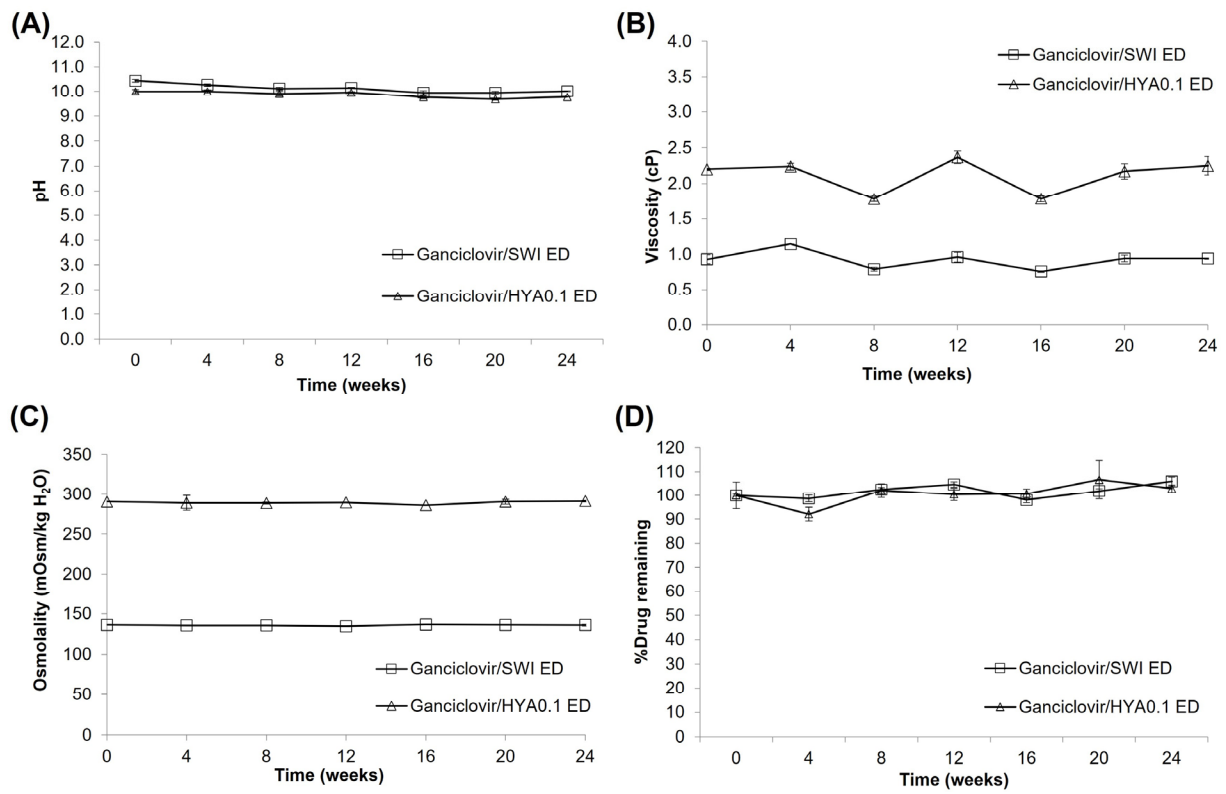 (A)
12.0
11.0
10.0
9.0
8.0
7.0
6.0
5.0
4.0
3.0
2.0
1.0
0.0
pH
0 4 8 12 16 20 24
Time (weeks)
Ganciclovir/SWI ED
Ganciclovir/HYA0.1 ED
(B)
4.0
3.5
3.0
2.5
2.0
1.5
1.0
0.5
0.0
Viscosity (cP)
0 4 8 12 16 20 24
Time (weeks)
Ganciclovir/SWI ED
Ganciclovir/HYA0.1 ED
(C)
350
300
250
200
150
100
50
0
Osmolality (mOsm/kg H₂O)
0 4 8 12 16 20 24
Time (weeks)
Ganciclovir/SWI ED
Ganciclovir/HYA0.1 ED
(D)
120
110
100
90
80
70
60
50
40
30
20
10
0
%Drug remaining
0 4 8 12 16 20 24
Time (weeks)
Ganciclovir/SWI ED
Ganciclovir/HYA0.1 ED